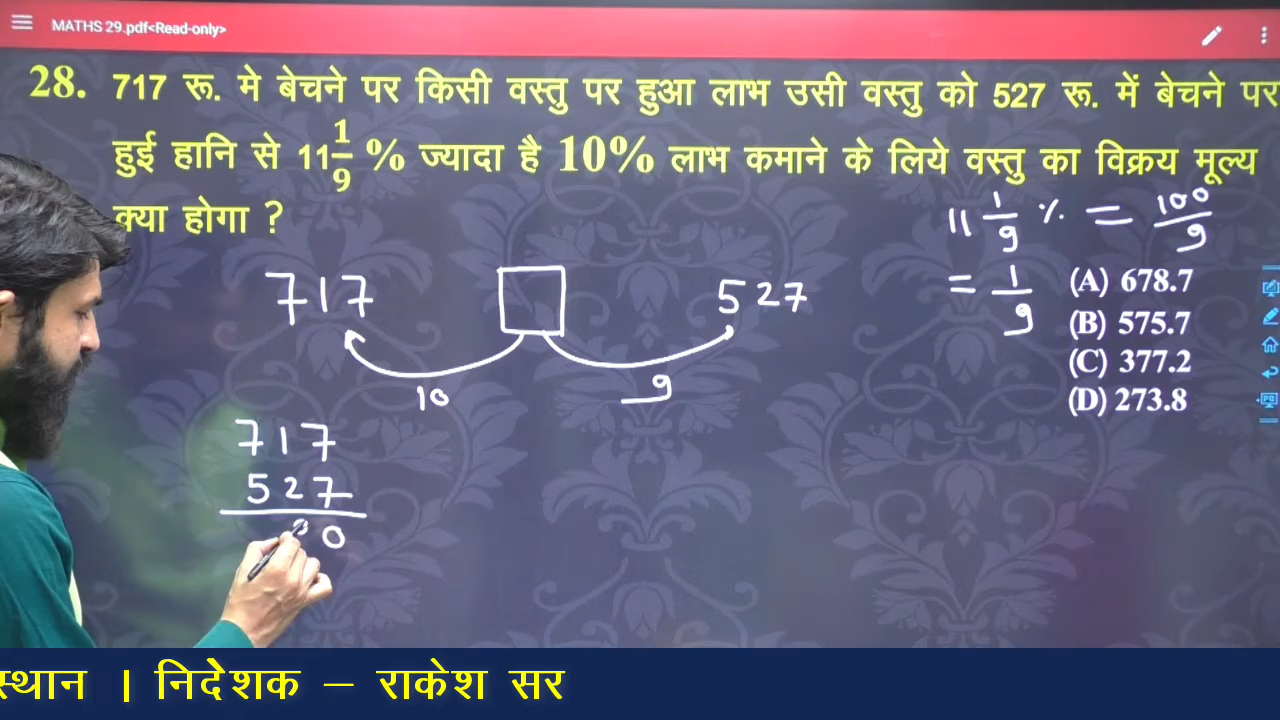 MATHS 29.pdf<Read-only>
28. 717 रू. मे बेचने पर किसी वस्तु पर हुआ लाभ उसी वस्तु को 527 रू. में बेचने पर
हुई हानि से 11 1/9 % ज्यादा है 10% लाभ कमाने के लिये वस्तु का विक्रय मूल्य
क्या होगा ?
11 1/9 % = 100/9
= 1/9
(A) 678.7
(B) 575.7
(C) 377.2
(D) 273.8
717 527
10 9
717
527
0
स्थान । निदेशक – राकेश सर